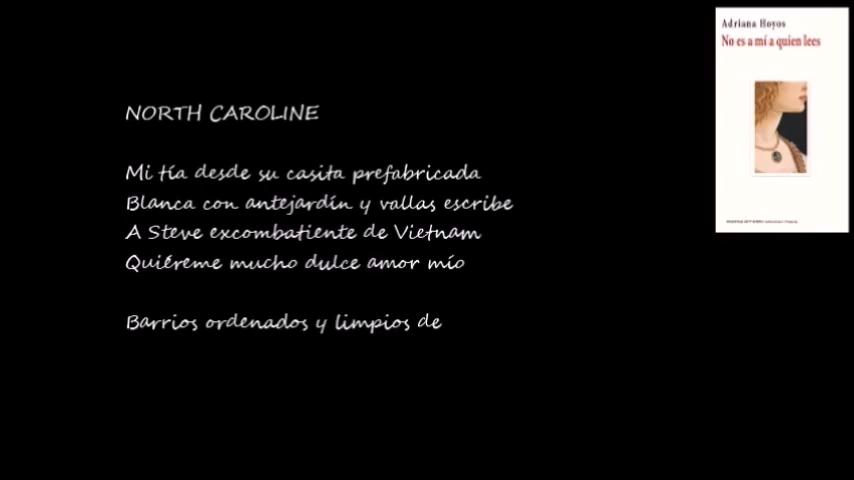 Adriana Hoyos
No es a mí a quien lees
NORTH CAROLINE
Mi tía desde su casita prefabricada
Blanca con antejardín y vallas escribe
A Steve excombatiente de Vietnam
Quiéreme mucho dulce amor mío
Barrios ordenados y limpios de